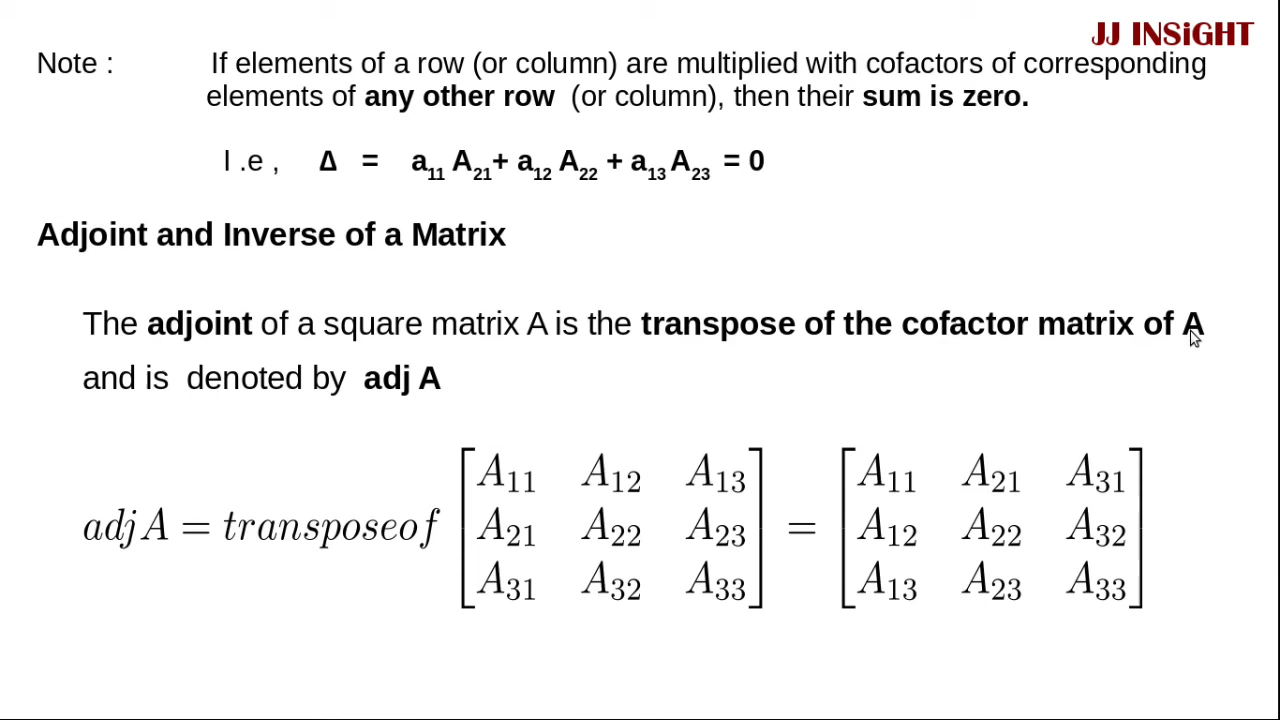 JJ INSiGHT
Note : If elements of a row (or column) are multiplied with cofactors of corresponding
elements of any other row (or column), then their sum is zero.
I .e , Δ = a₁₁ A₂₁+ a₁₂ A₂₂ + a₁₃ A₂₃ = 0
Adjoint and Inverse of a Matrix
The adjoint of a square matrix A is the transpose of the cofactor matrix of A
and is denoted by adj A
A₁₁ A₁₂ A₁₃ A₁₁ A₂₁ A₃₁
adjA = transposeof A₂₁ A₂₂ A₂₃ = A₁₂ A₂₂ A₃₂
A₃₁ A₃₂ A₃₃ A₁₃ A₂₃ A₃₃